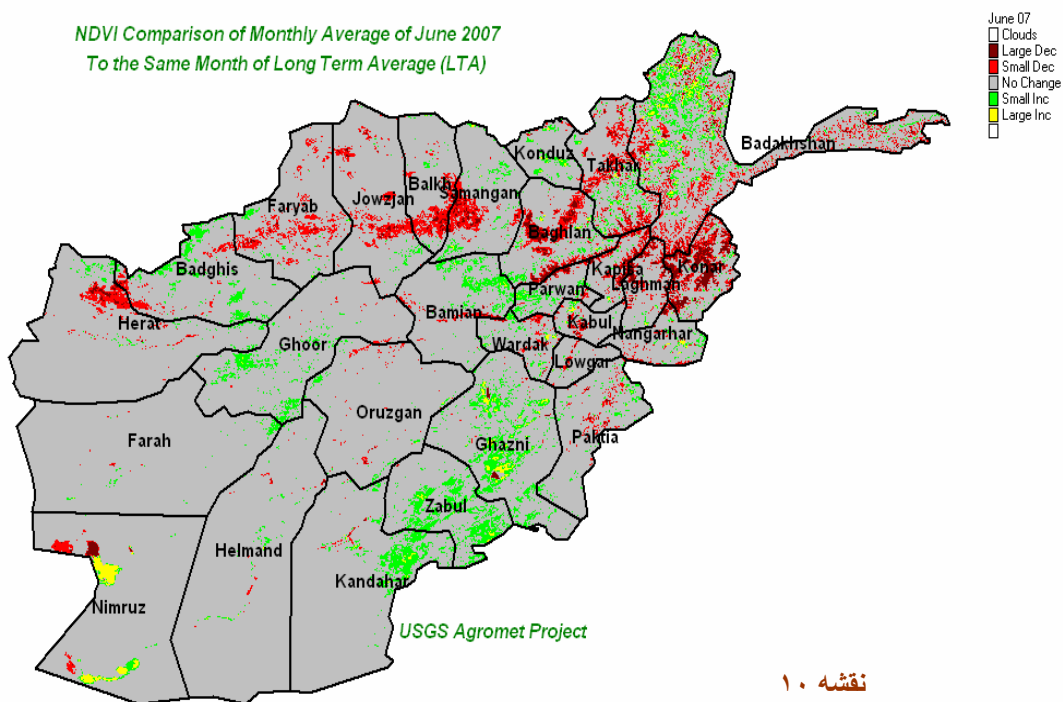 NDVI Comparison of Monthly Average of June 2007
To the Same Month of Long Term Average (LTA)
June 07
Clouds
Large Dec
Small Dec
No Change
Small Inc
Large Inc
Badakhshan
Konduz
Takhar
Balkh
Samangan
Faryab
Jowzjan
Baghlan
Badghis
Kapisa
Konar
Laghman
Parwan
Herat
Bamian
Kabul
Nangarhar
Ghoor
Wardak
Lowgar
Oruzgan
Farah
Ghazni
Paktia
Zabul
Helmand
Kandahar
Nimruz
USGS Agromet Project
نقشه ۱۰